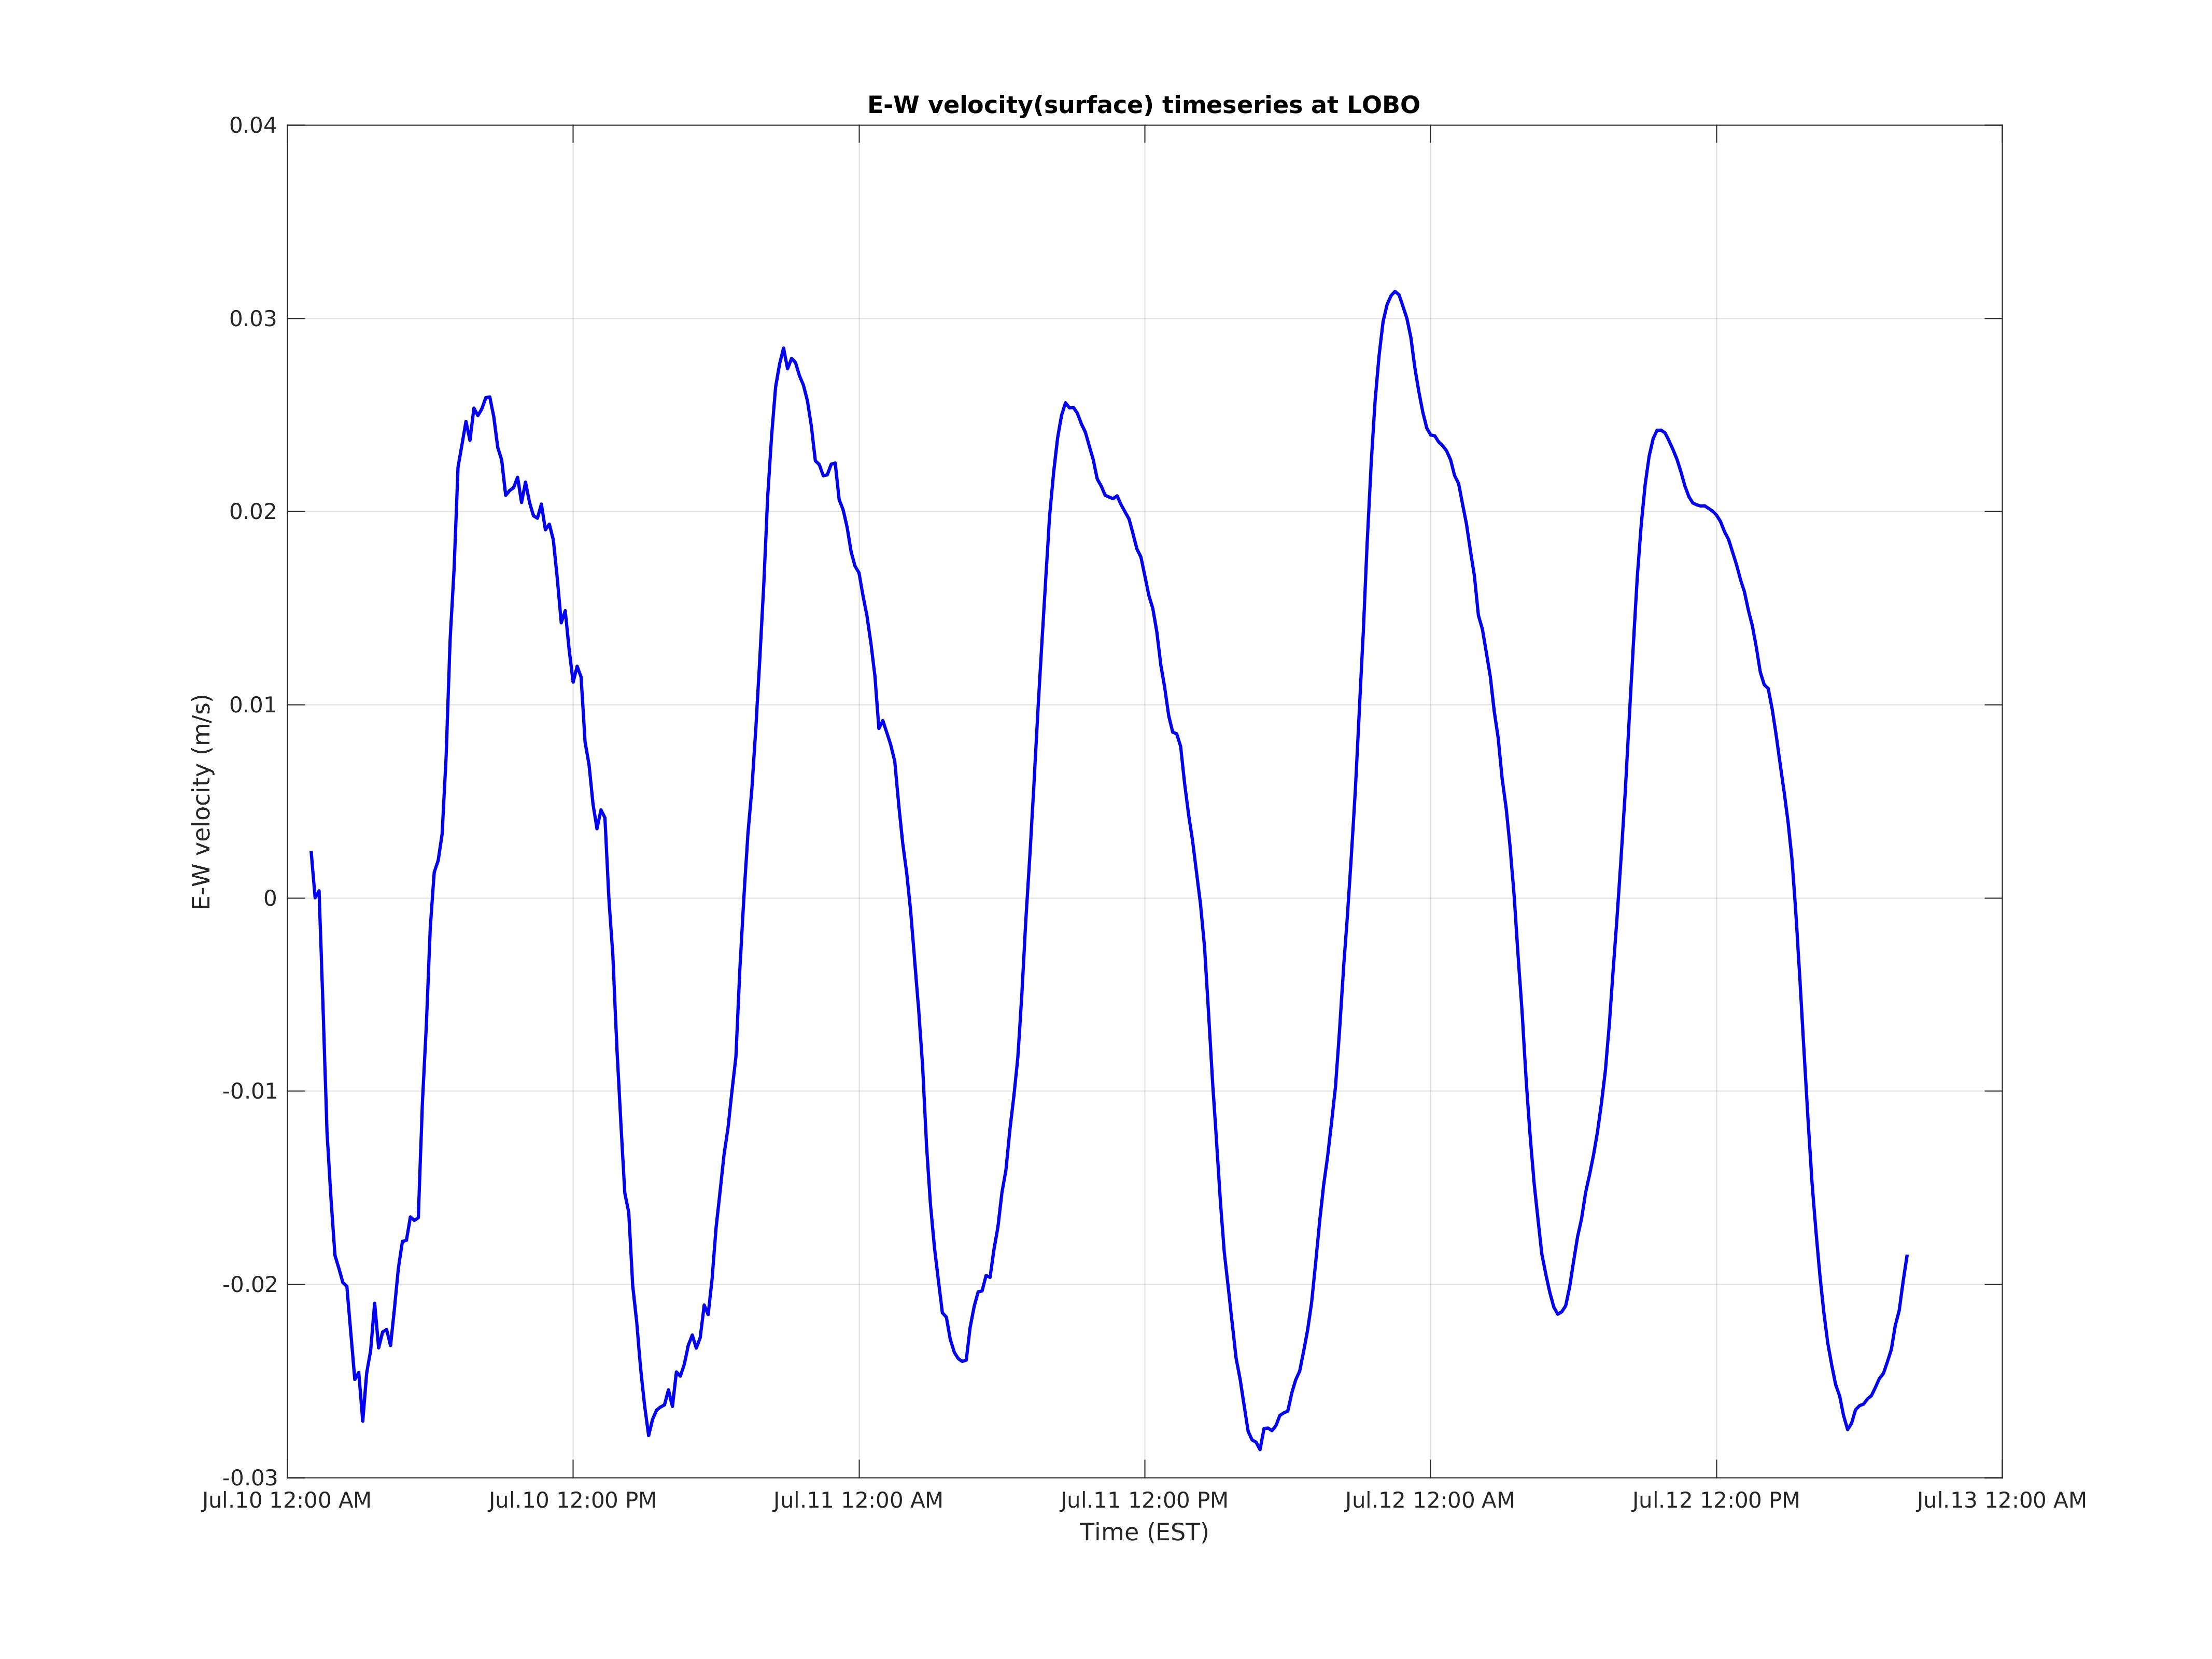 E-W velocity(surface) timeseries at LOBO
0.04
0.03
0.02
0.01
0
-0.01
-0.02
-0.03
E-W velocity (m/s)
Jul.10 12:00 AM
Jul.10 12:00 PM
Jul.11 12:00 AM
Jul.11 12:00 PM
Jul.12 12:00 AM
Jul.12 12:00 PM
Jul.13 12:00 AM
Time (EST)